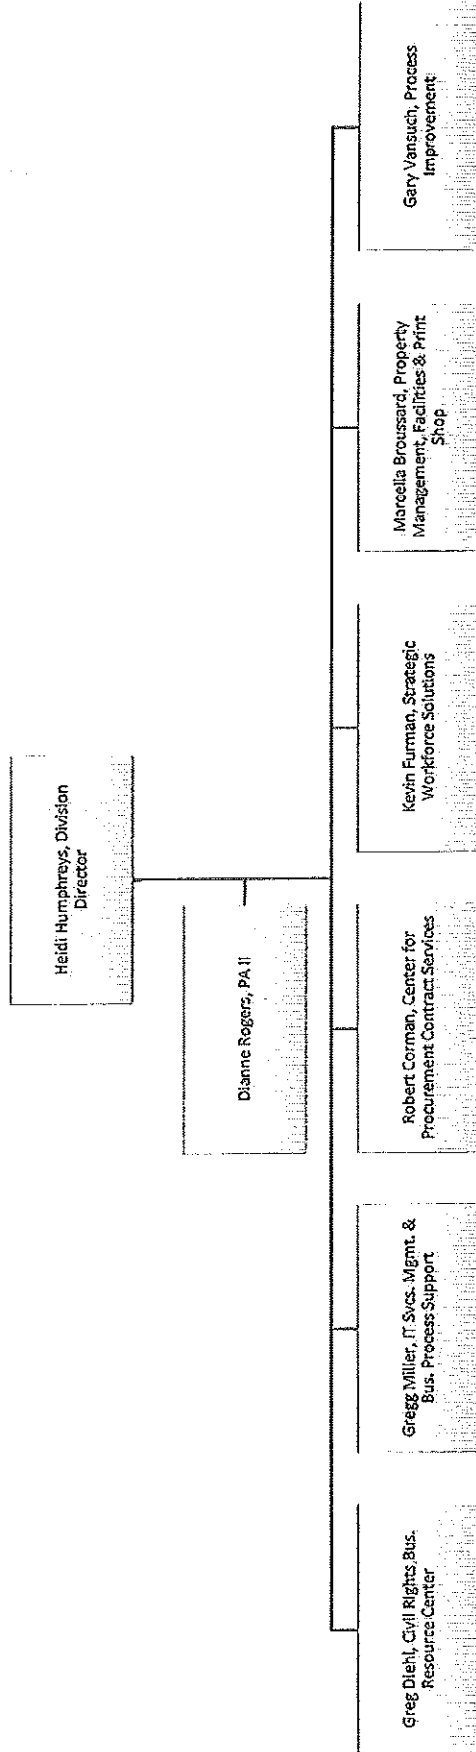 Heidi Humphreys, Division
Director
Dianne Rogers, PA II
Greg Diehl, Civil Rights, Bus.
Resource Center
Gregg Miller, IT Svcs. Mgmt. &
Bus. Process Support
Robert Corman, Center for
Procurement Contract Services
Kevin Furman, Strategic
Workforce Solutions
Marcella Broussard, Property
Management, Facilities & Print
Shop
Gary Vansuch, Process
Improvement